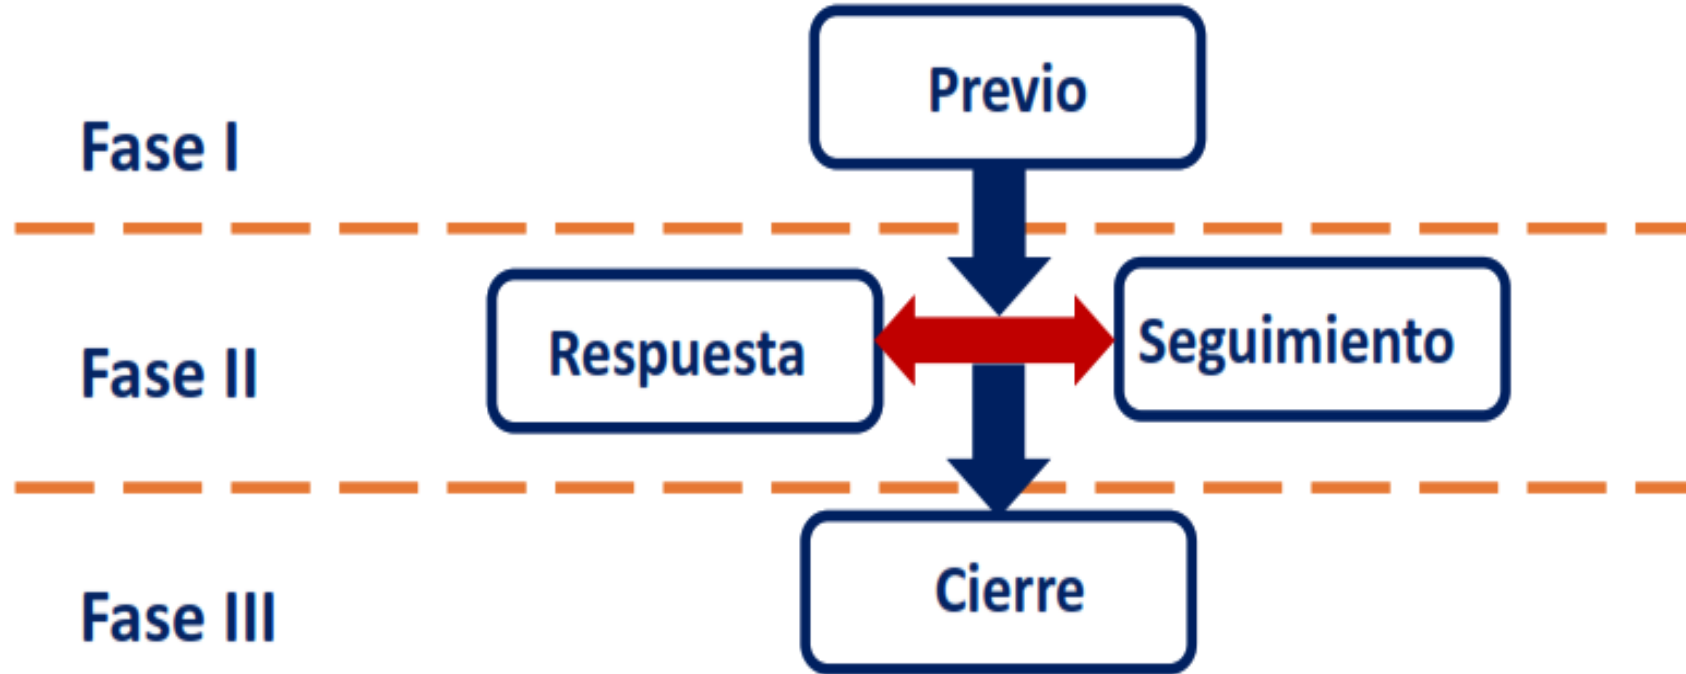 Previo
Fase I
Respuesta
Seguimiento
Fase II
Cierre
Fase III